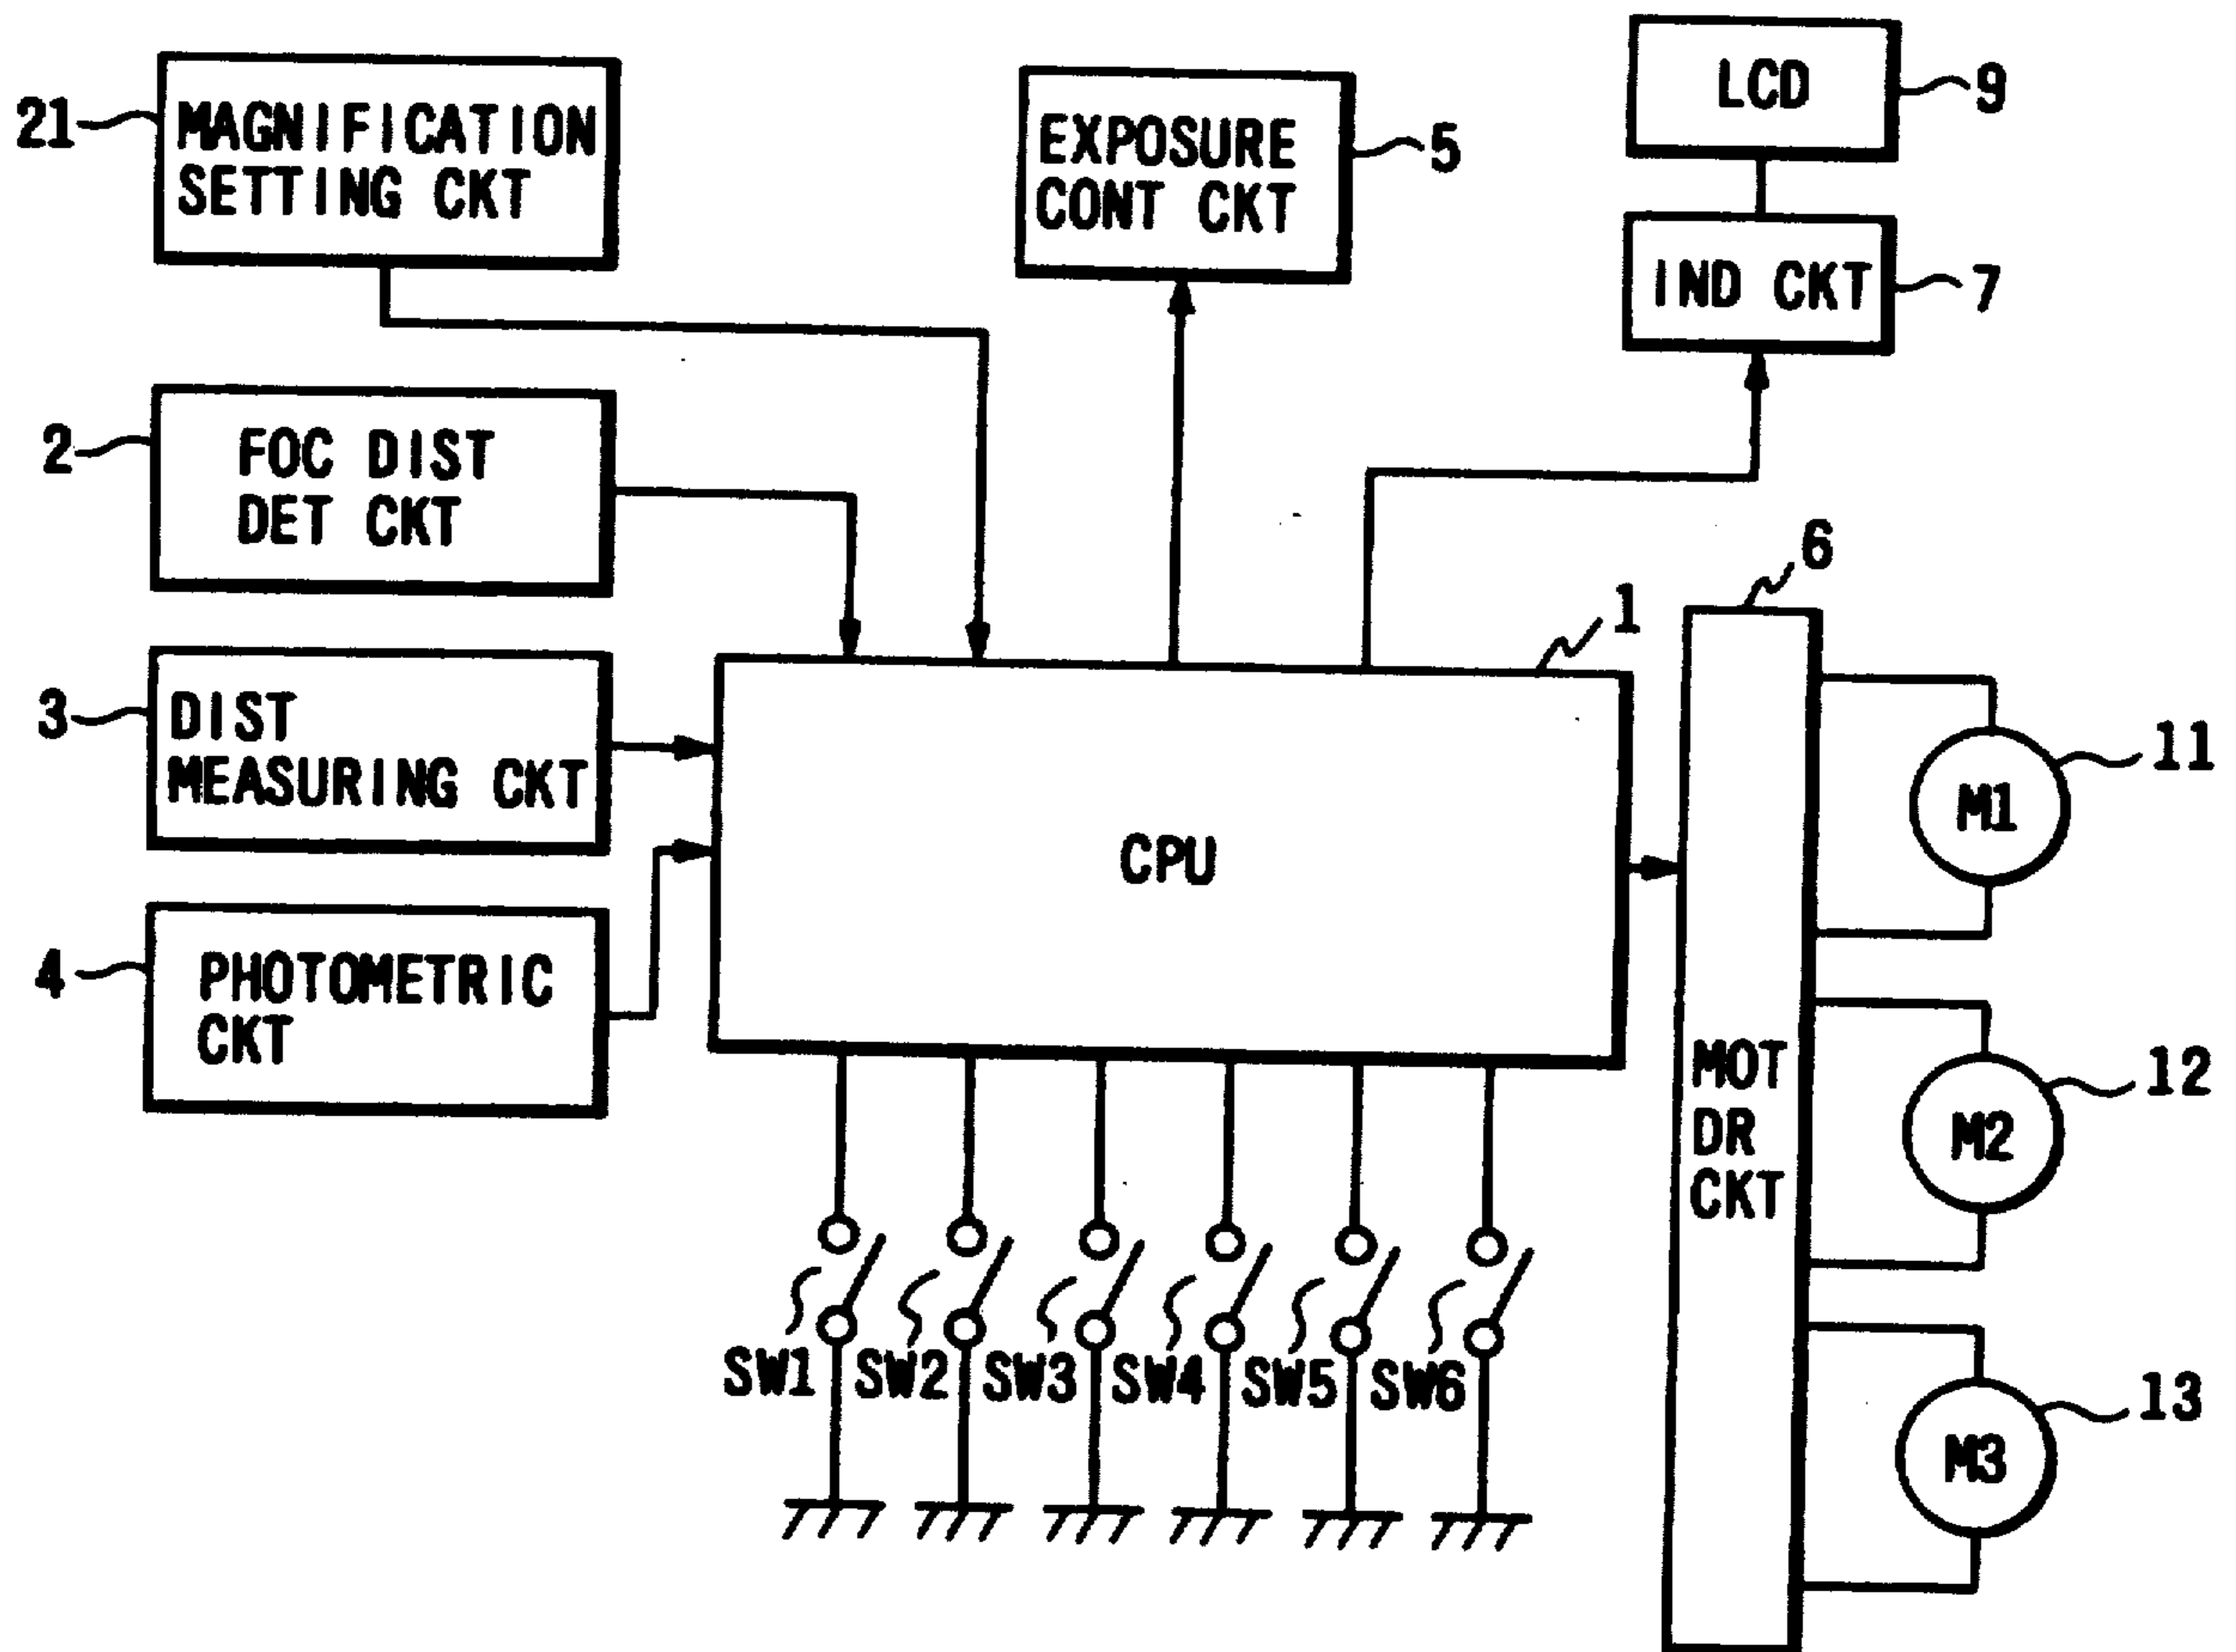 21
MAGNIFICATION
SETTING CKT
EXPOSURE
CONT CKT
5
LCD
9
IND CKT
7
2
FOC DIST
DET CKT
3
DIST
MEASURING CKT
4
PHOTOMETRIC
CKT
1
CPU
6
MOT
DR
CKT
M1
11
M2
12
M3
13
SW1
SW2
SW3
SW4
SW5
SW6